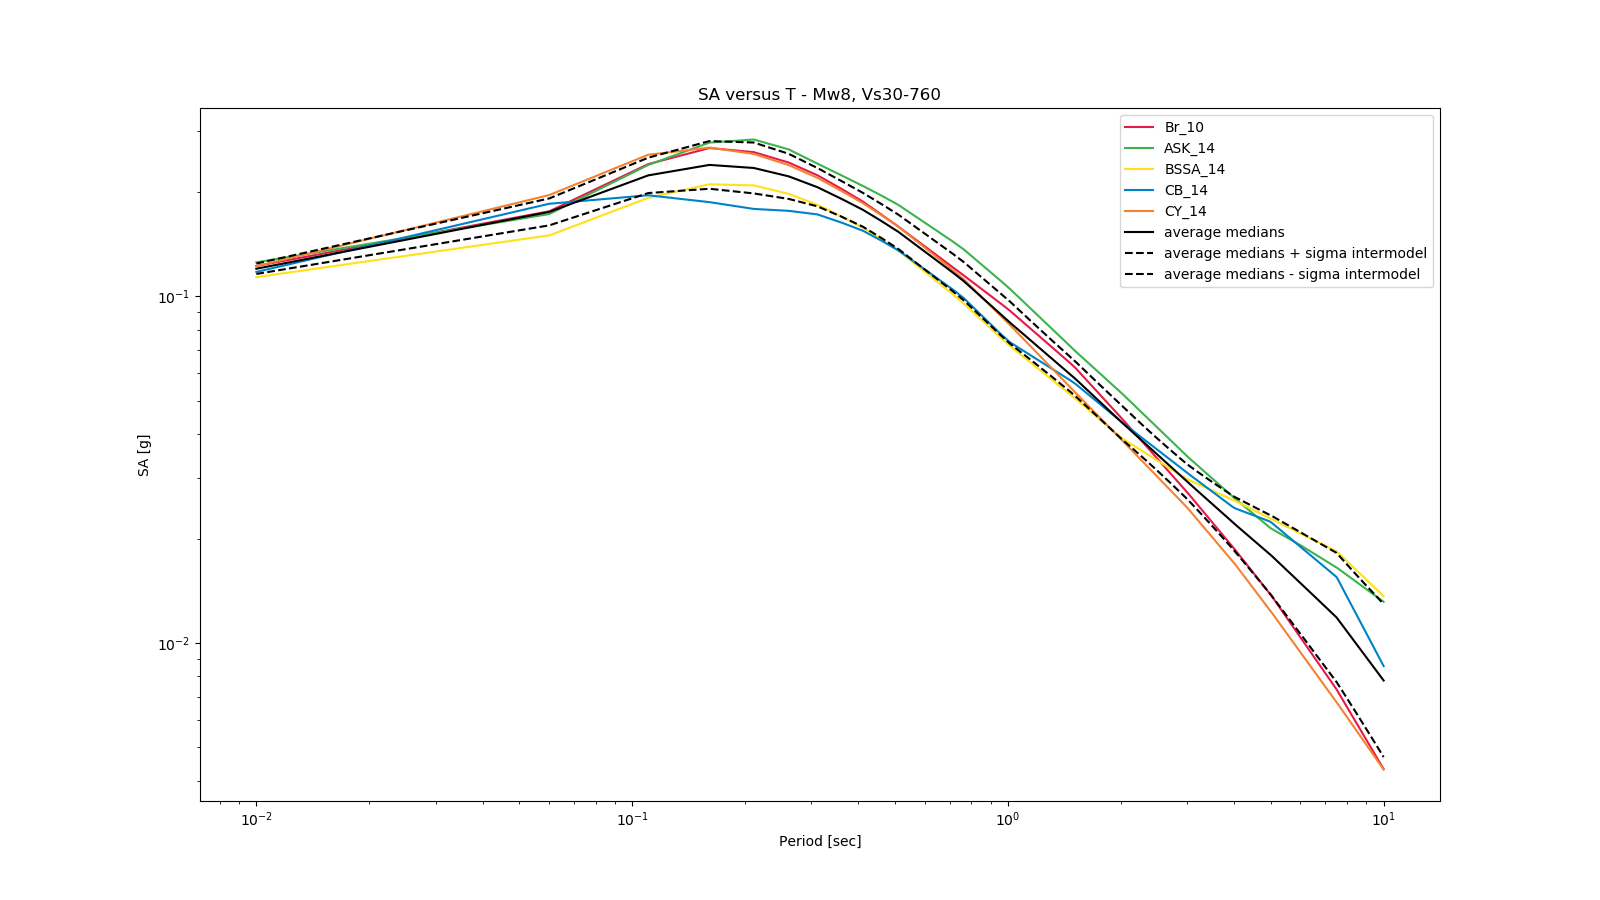 SA versus T - Mw8, Vs30-760
Br_10
ASK_14
BSSA_14
CB_14
CY_14
average medians
average medians + sigma intermodel
average medians - sigma intermodel
SA [g]
10⁻¹
10⁻²
10⁻² 10⁻¹ 10⁰ 10¹
Period [sec]